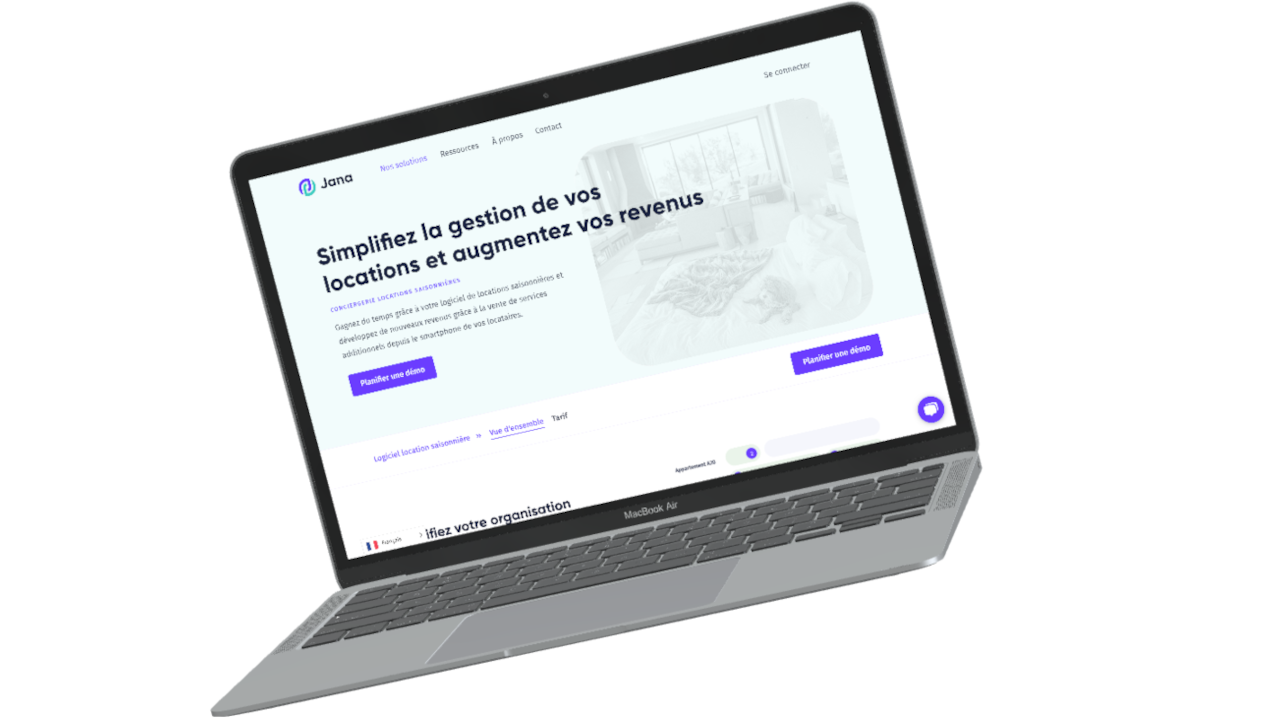 Se connecter
Jana
Nos solutions
Ressources
À propos
Contact
Simplifiez la gestion de vos
locations et augmentez vos revenus
CONCIERGERIE LOCATIONS SAISONNIÈRES
Gagnez du temps grâce à votre logiciel de locations saisonnières et
développez de nouveaux revenus grâce à la vente de services
additionnels depuis le smartphone de vos locataires.
Planifier une démo
Planifier une démo
Logiciel location saisonnière » Vue d'ensemble Tarif
Appartement
ifiez votre organisation
Français
MacBook Air